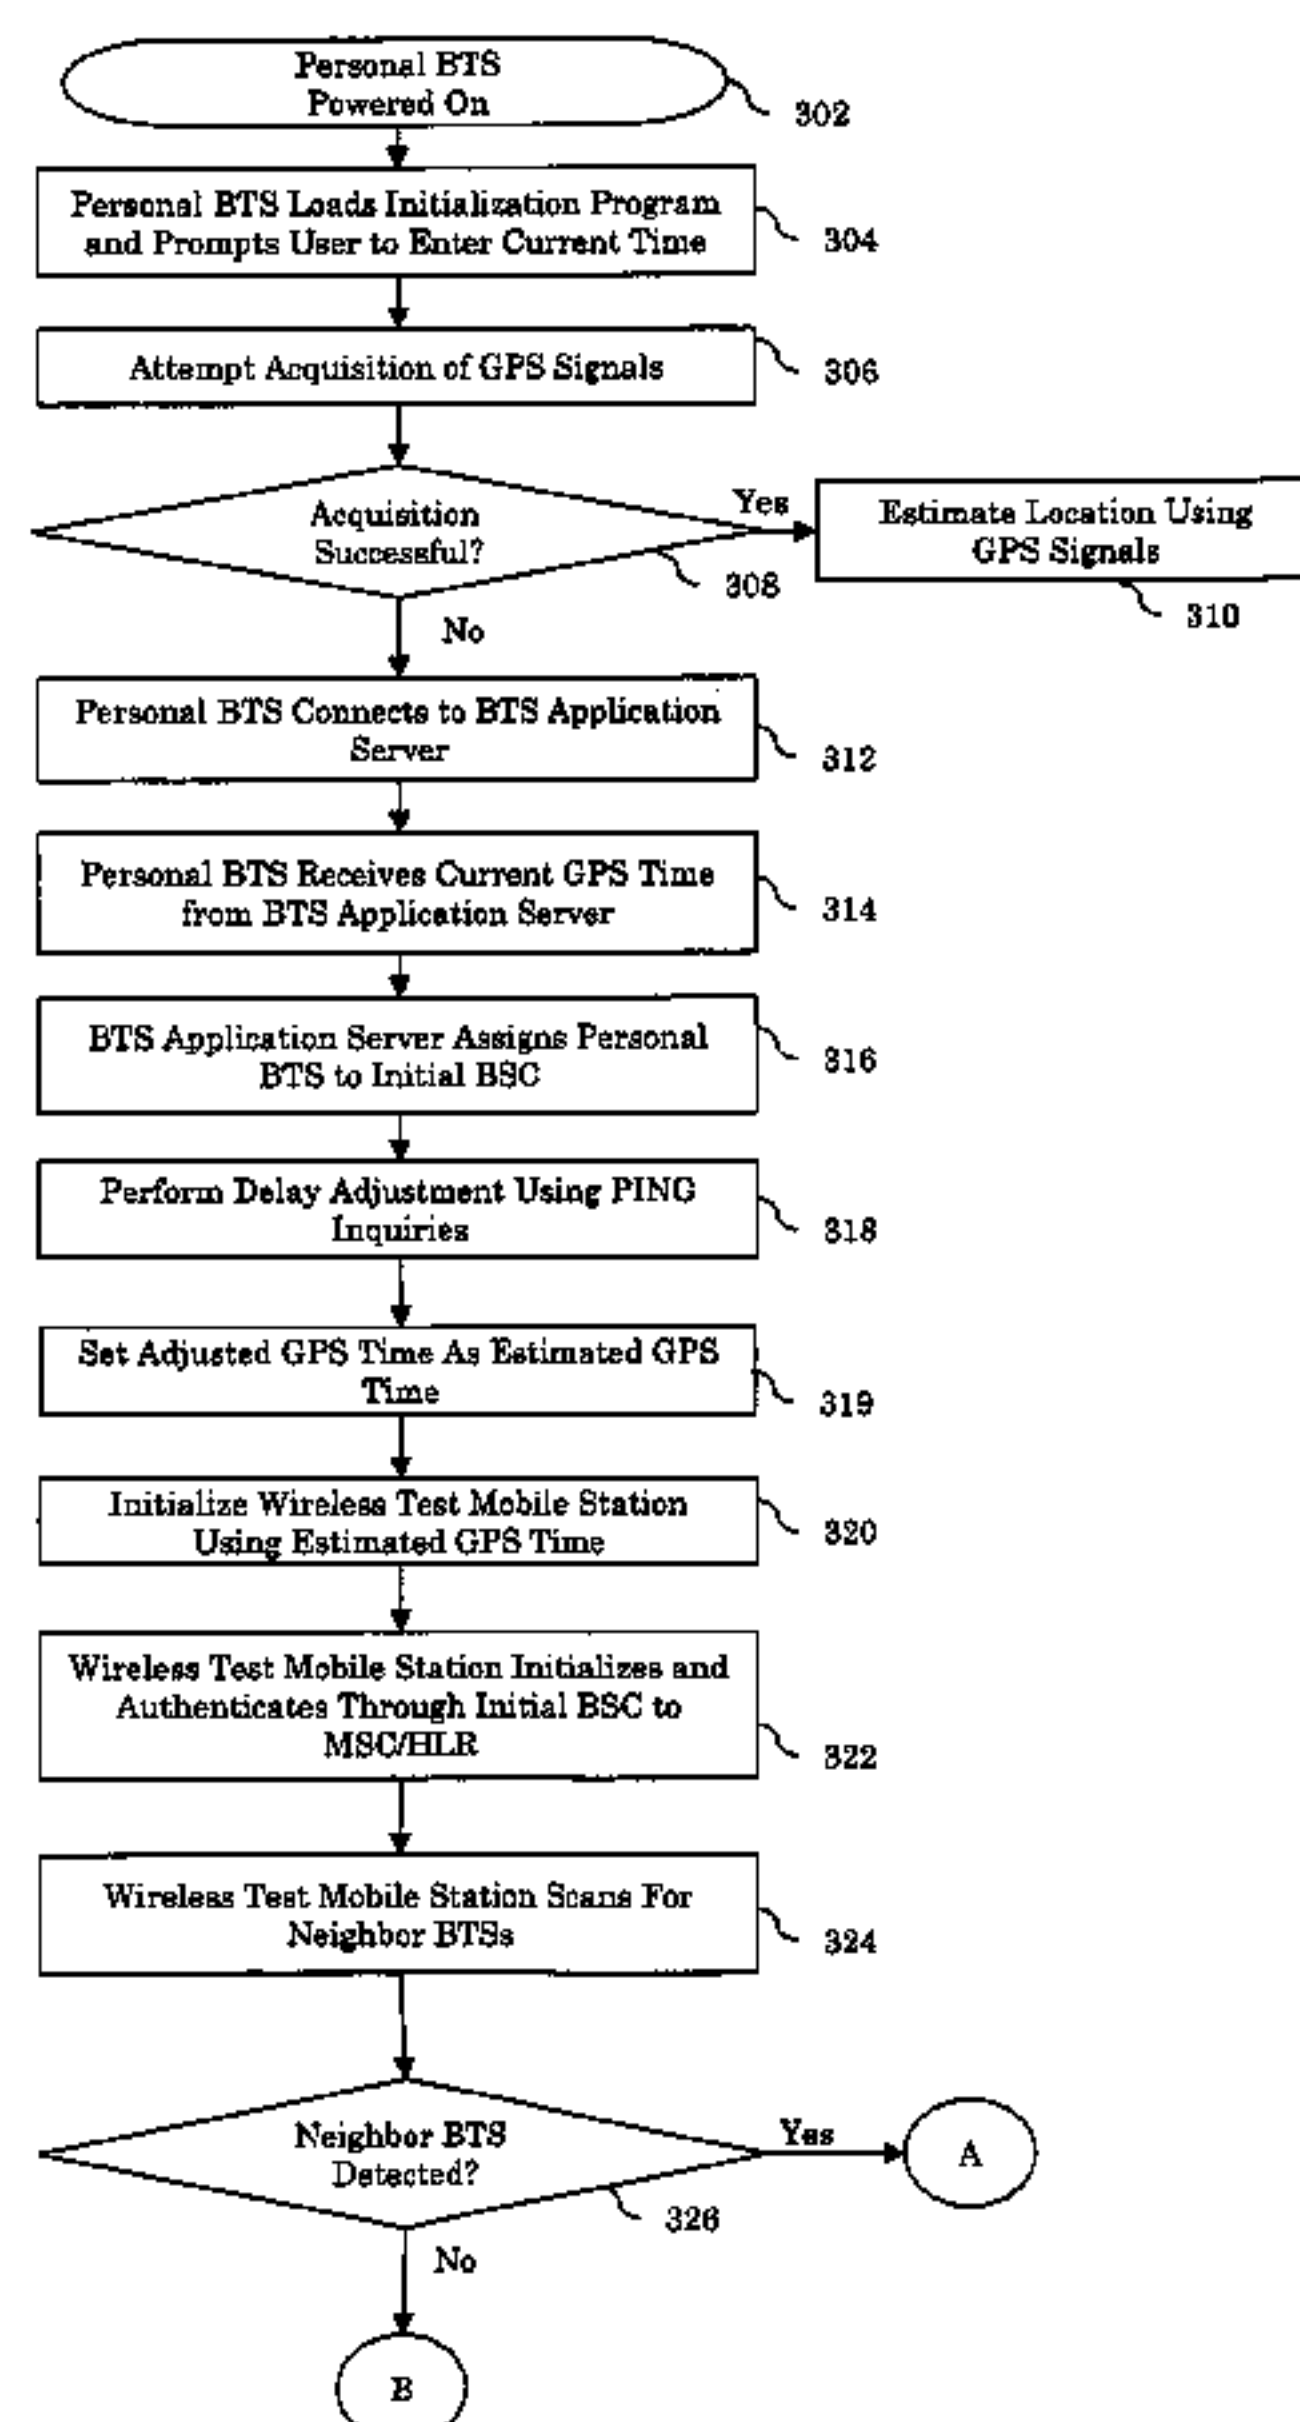 Personal BTS
Powered On
302
Personal BTS Loads Initialization Program
and Prompts User to Enter Current Time
304
Attempt Acquisition of GPS Signals
306
Acquisition
Successful?
308
Yes
Estimate Location Using
GPS Signals
310
No
Personal BTS Connects to BTS Application
Server
312
Personal BTS Receives Current GPS Time
from BTS Application Server
314
BTS Application Server Assigns Personal
BTS to Initial BSC
316
Perform Delay Adjustment Using PING
Inquiries
318
Set Adjusted GPS Time As Estimated GPS
Time
319
Initialize Wireless Test Mobile Station
Using Estimated GPS Time
320
Wireless Test Mobile Station Initializes and
Authenticates Through Initial BSC to
MSC/HLR
322
Wireless Test Mobile Station Scans For
Neighbor BTSs
324
Neighbor BTS
Detected?
326
Yes
A
No
B